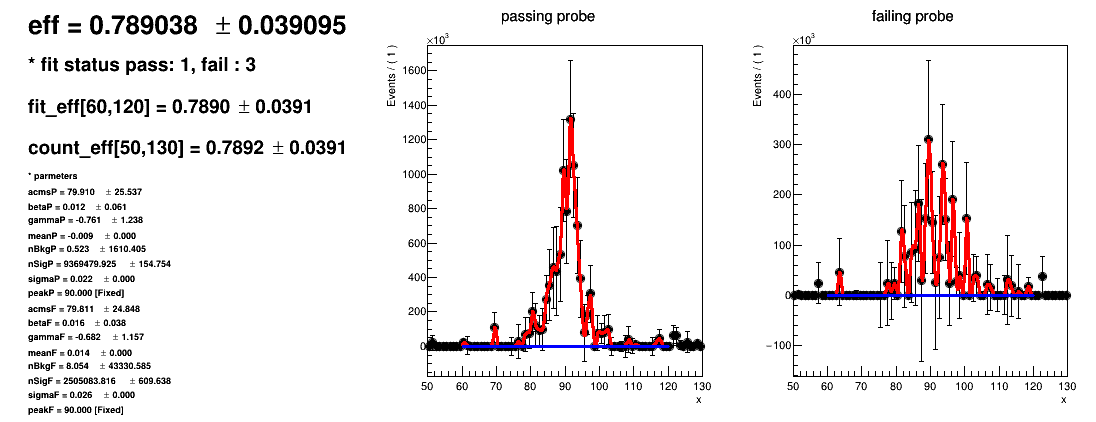 eff = 0.789038 ± 0.039095
* fit status pass: 1, fail : 3
fit_eff[60,120] = 0.7890 ± 0.0391
count_eff[50,130] = 0.7892 ± 0.0391
* parmeters
acmsP = 79.910 ± 25.537
betaP = 0.012 ± 0.061
gammaP = -0.761 ± 1.238
meanP = -0.009 ± 0.000
nBkgP = 0.523 ± 1610.405
nSigP = 9369479.925 ± 154.754
sigmaP = 0.022 ± 0.000
peakP = 90.000 [Fixed]
acmsF = 79.811 ± 24.848
betaF = 0.016 ± 0.038
gammaF = -0.682 ± 1.157
meanF = 0.014 ± 0.000
nBkgF = 8.054 ± 43330.585
nSigF = 2505083.816 ± 609.638
sigmaF = 0.026 ± 0.000
peakF = 90.000 [Fixed]
passing probe
×10³
Events / ( 1 )
1600
1400
1200
1000
800
600
400
200
0
50 60 70 80 90 100 110 120 130
x
failing probe
×10³
Events / ( 1 )
400
300
200
100
0
−100
50 60 70 80 90 100 110 120 130
x